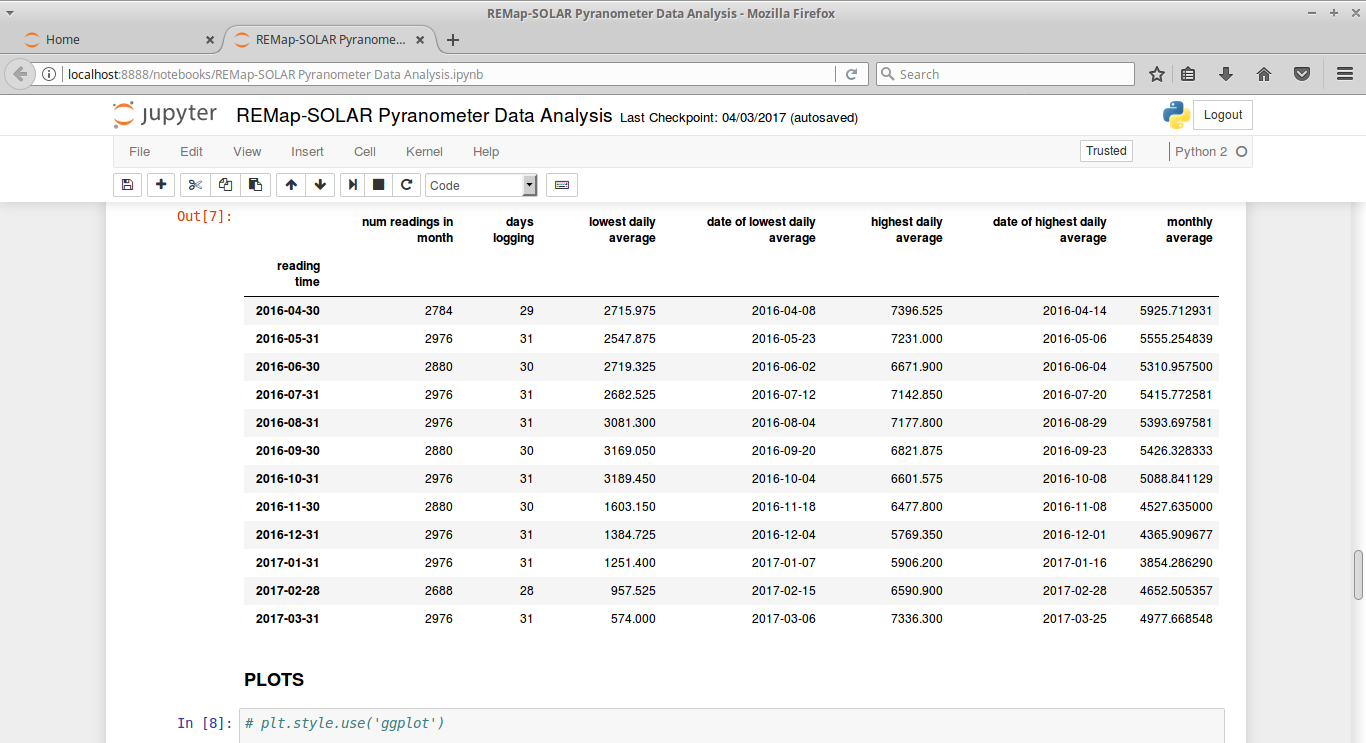 REMap-SOLAR Pyranometer Data Analysis - Mozilla Firefox
Home
REMap-SOLAR Pyranome...
localhost:8888/notebooks/REMap-SOLAR Pyranometer Data Analysis.ipynb
Search
jupyter REMap-SOLAR Pyranometer Data Analysis Last Checkpoint: 04/03/2017 (autosaved)
Logout
File Edit View Insert Cell Kernel Help
Trusted
Python 2
Code
Out[7]:
num readings in days lowest daily date of lowest daily highest daily date of highest daily monthly
month logging average average average average average
reading
time
2016-04-30 2784 29 2715.975 2016-04-08 7396.525 2016-04-14 5925.712931
2016-05-31 2976 31 2547.875 2016-05-23 7231.000 2016-05-06 5555.254839
2016-06-30 2880 30 2719.325 2016-06-02 6671.900 2016-06-04 5310.957500
2016-07-31 2976 31 2682.525 2016-07-12 7142.850 2016-07-20 5415.772581
2016-08-31 2976 31 3081.300 2016-08-04 7177.800 2016-08-29 5393.697581
2016-09-30 2880 30 3169.050 2016-09-20 6821.875 2016-09-23 5426.328333
2016-10-31 2976 31 3189.450 2016-10-04 6601.575 2016-10-08 5088.841129
2016-11-30 2880 30 1603.150 2016-11-18 6477.800 2016-11-08 4527.635000
2016-12-31 2976 31 1384.725 2016-12-04 5769.350 2016-12-01 4365.909677
2017-01-31 2976 31 1251.400 2017-01-07 5906.200 2017-01-16 3854.286290
2017-02-28 2688 28 957.525 2017-02-15 6590.900 2017-02-28 4652.505357
2017-03-31 2976 31 574.000 2017-03-06 7336.300 2017-03-25 4977.668548
PLOTS
In [8]: # plt.style.use('ggplot')